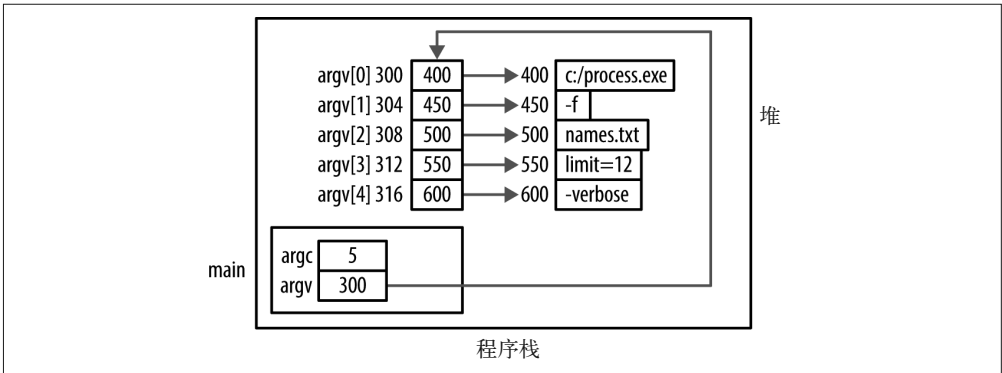 argv[0] 300 400 400 c:/process.exe
argv[1] 304 450 450 -f
argv[2] 308 500 500 names.txt
argv[3] 312 550 550 limit=12
argv[4] 316 600 600 -verbose
堆
argc 5
main
argv 300
程序栈